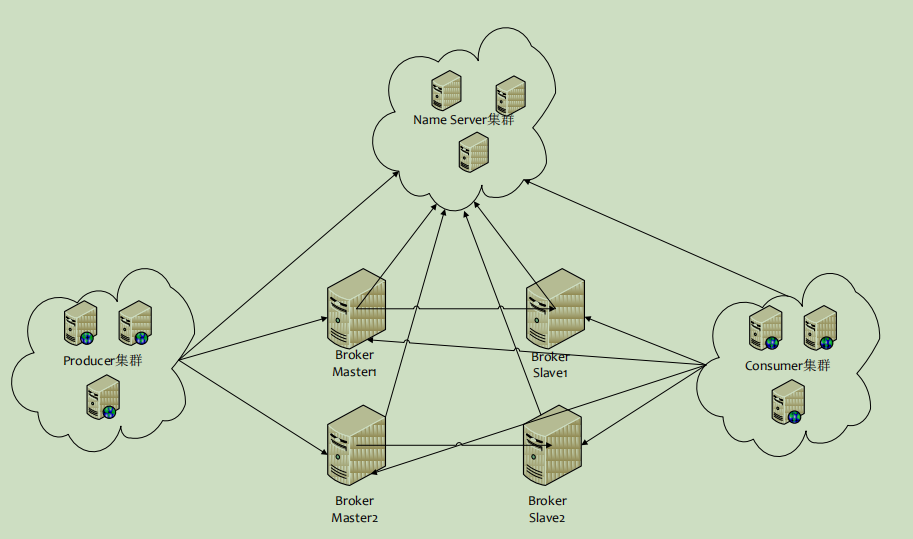 Name Server集群
Producer集群
Broker
Master1
Broker
Slave1
Consumer集群
Broker
Master2
Broker
Slave2